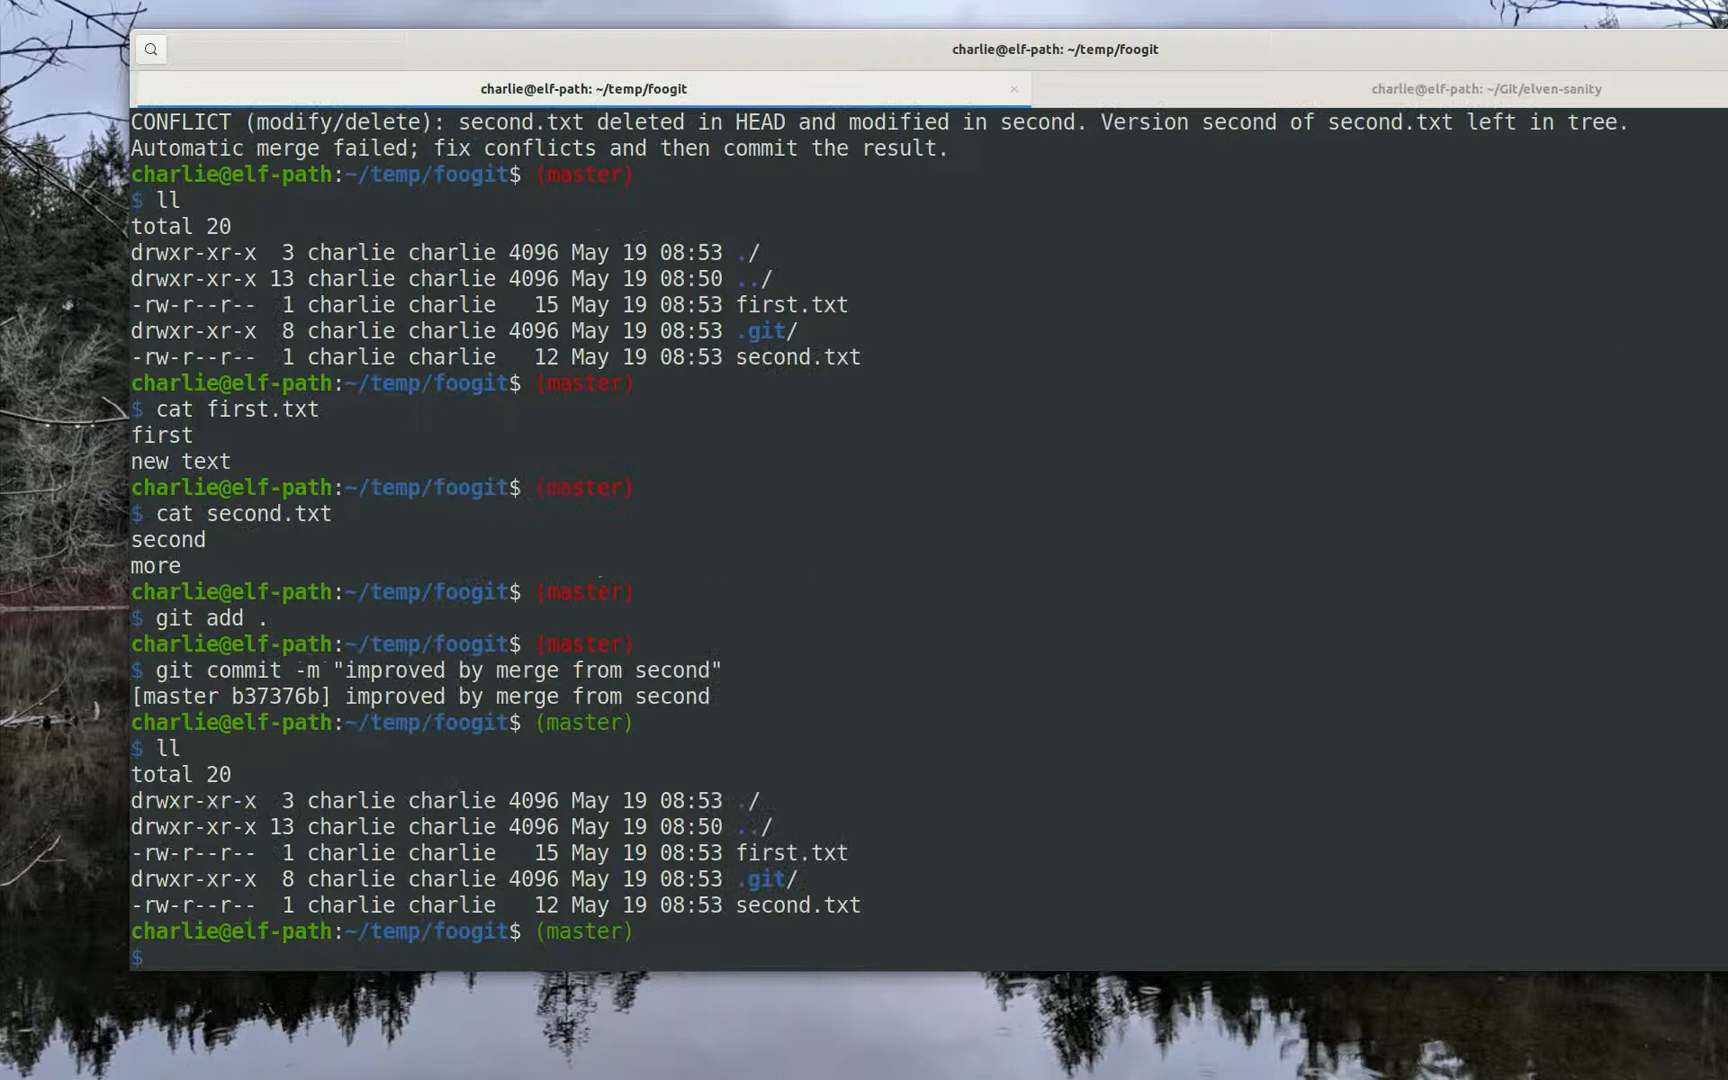 charlie@elf-path: ~/temp/foogit
charlie@elf-path: ~/temp/foogit
charlie@elf-path: ~/Git/elven-sanity
CONFLICT (modify/delete): second.txt deleted in HEAD and modified in second. Version second of second.txt left in tree.
Automatic merge failed; fix conflicts and then commit the result.
charlie@elf-path:~/temp/foogit$ (master)
$ ll
total 20
drwxr-xr-x  3 charlie charlie 4096 May 19 08:53 ./
drwxr-xr-x 13 charlie charlie 4096 May 19 08:50 ../
-rw-r--r--  1 charlie charlie   15 May 19 08:53 first.txt
drwxr-xr-x  8 charlie charlie 4096 May 19 08:53 .git/
-rw-r--r--  1 charlie charlie   12 May 19 08:53 second.txt
charlie@elf-path:~/temp/foogit$ (master)
$ cat first.txt
first
new text
charlie@elf-path:~/temp/foogit$ (master)
$ cat second.txt
second
more
charlie@elf-path:~/temp/foogit$ (master)
$ git add .
charlie@elf-path:~/temp/foogit$ (master)
$ git commit -m "improved by merge from second"
[master b37376b] improved by merge from second
charlie@elf-path:~/temp/foogit$ (master)
$ ll
total 20
drwxr-xr-x  3 charlie charlie 4096 May 19 08:53 ./
drwxr-xr-x 13 charlie charlie 4096 May 19 08:50 ../
-rw-r--r--  1 charlie charlie   15 May 19 08:53 first.txt
drwxr-xr-x  8 charlie charlie 4096 May 19 08:53 .git/
-rw-r--r--  1 charlie charlie   12 May 19 08:53 second.txt
charlie@elf-path:~/temp/foogit$ (master)
$